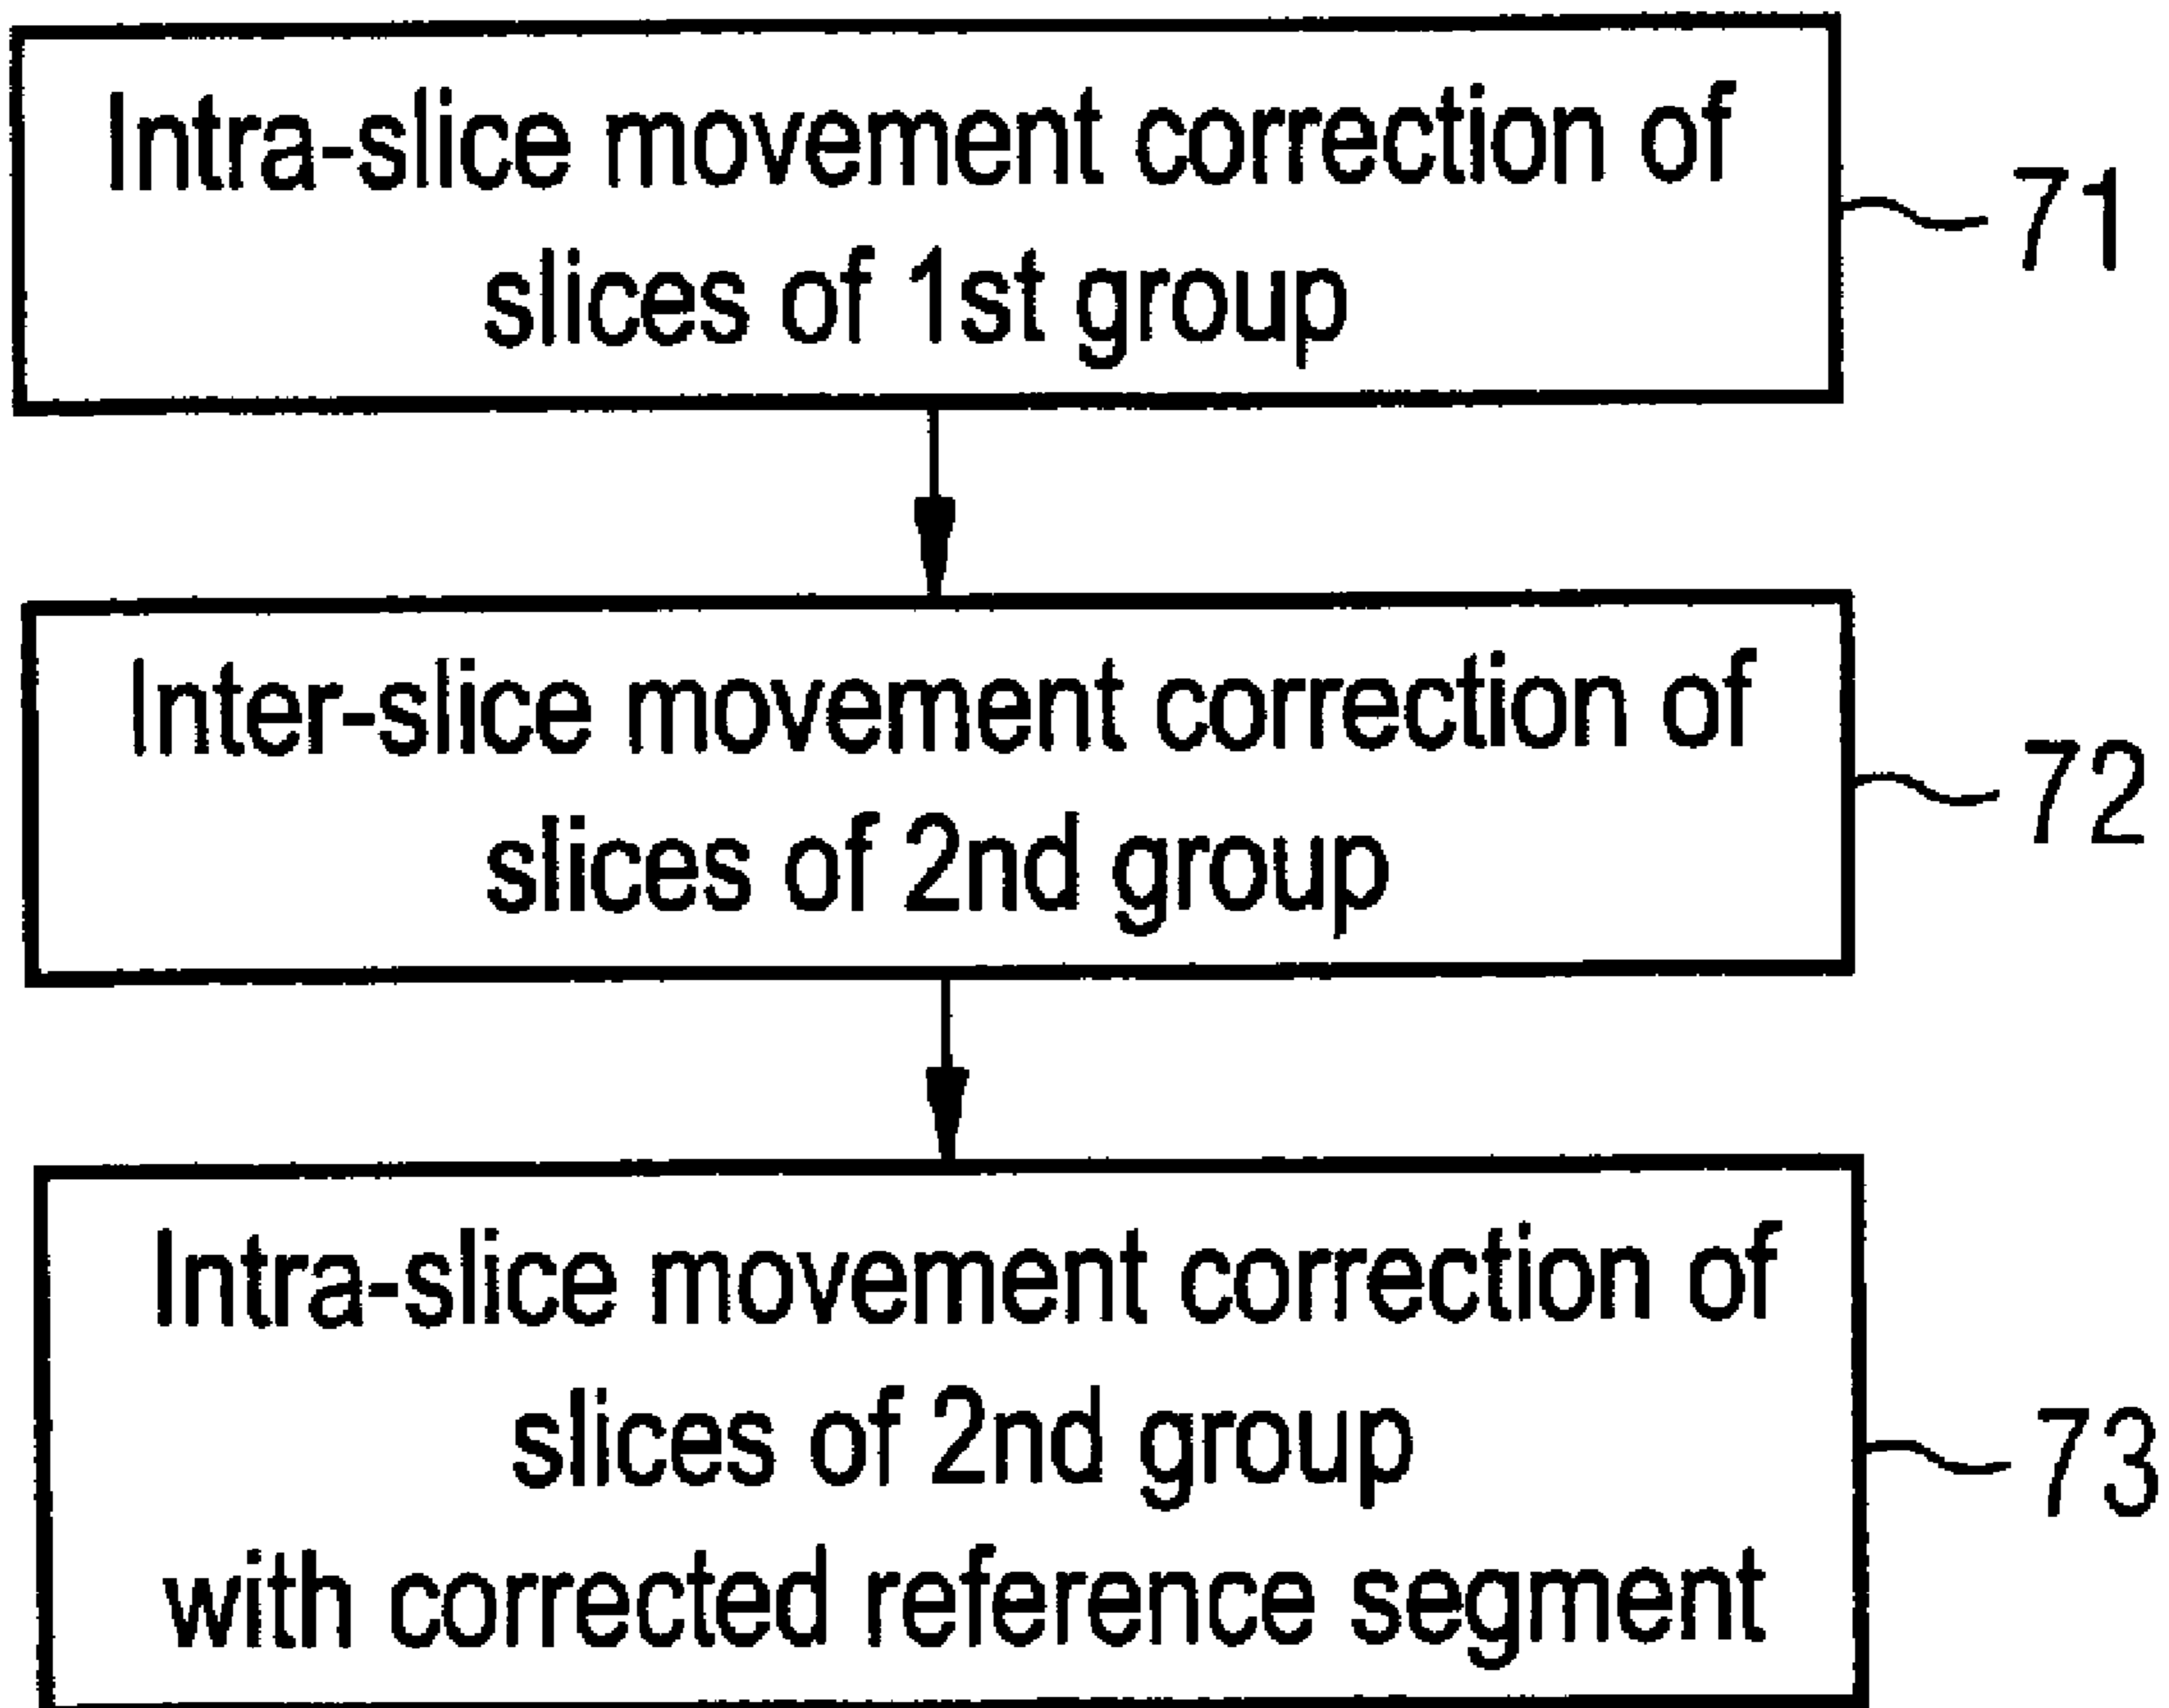 Intra-slice movement correction of
slices of 1st group
71
Inter-slice movement correction of
slices of 2nd group
72
Intra-slice movement correction of
slices of 2nd group
with corrected reference segment
73